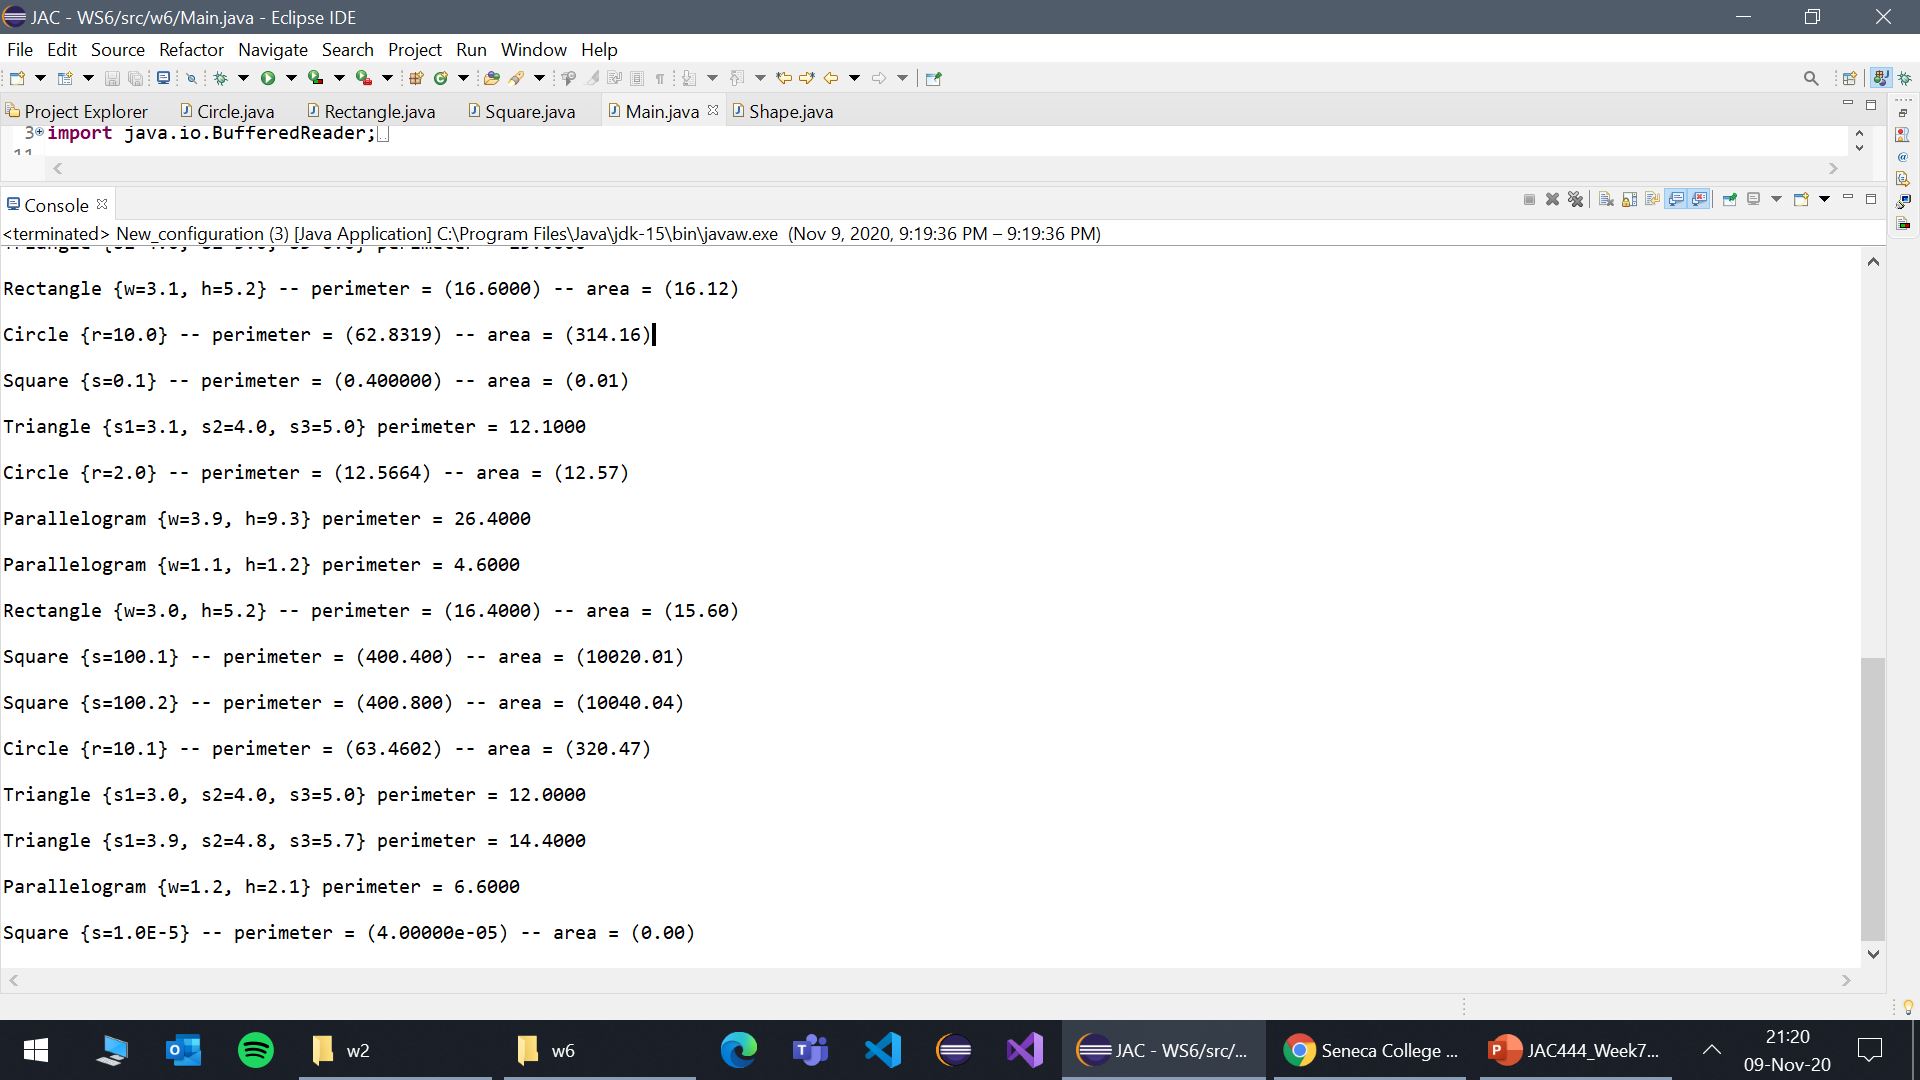 JAC - WS6/src/w6/Main.java - Eclipse IDE
File Edit Source Refactor Navigate Search Project Run Window Help
Project Explorer Circle.java Rectangle.java Square.java Main.java Shape.java
3 import java.io.BufferedReader;
11
Console
<terminated> New_configuration (3) [Java Application] C:\Program Files\Java\jdk-15\bin\javaw.exe (Nov 9, 2020, 9:19:36 PM – 9:19:36 PM)
Rectangle {w=3.1, h=5.2} -- perimeter = (16.6000) -- area = (16.12)
Circle {r=10.0} -- perimeter = (62.8319) -- area = (314.16)
Square {s=0.1} -- perimeter = (0.400000) -- area = (0.01)
Triangle {s1=3.1, s2=4.0, s3=5.0} perimeter = 12.1000
Circle {r=2.0} -- perimeter = (12.5664) -- area = (12.57)
Parallelogram {w=3.9, h=9.3} perimeter = 26.4000
Parallelogram {w=1.1, h=1.2} perimeter = 4.6000
Rectangle {w=3.0, h=5.2} -- perimeter = (16.4000) -- area = (15.60)
Square {s=100.1} -- perimeter = (400.400) -- area = (10020.01)
Square {s=100.2} -- perimeter = (400.800) -- area = (10040.04)
Circle {r=10.1} -- perimeter = (63.4602) -- area = (320.47)
Triangle {s1=3.0, s2=4.0, s3=5.0} perimeter = 12.0000
Triangle {s1=3.9, s2=4.8, s3=5.7} perimeter = 14.4000
Parallelogram {w=1.2, h=2.1} perimeter = 6.6000
Square {s=1.0E-5} -- perimeter = (4.00000e-05) -- area = (0.00)
w2 w6 JAC - WS6/src/... Seneca College ... JAC444_Week7... 21:20
09-Nov-20